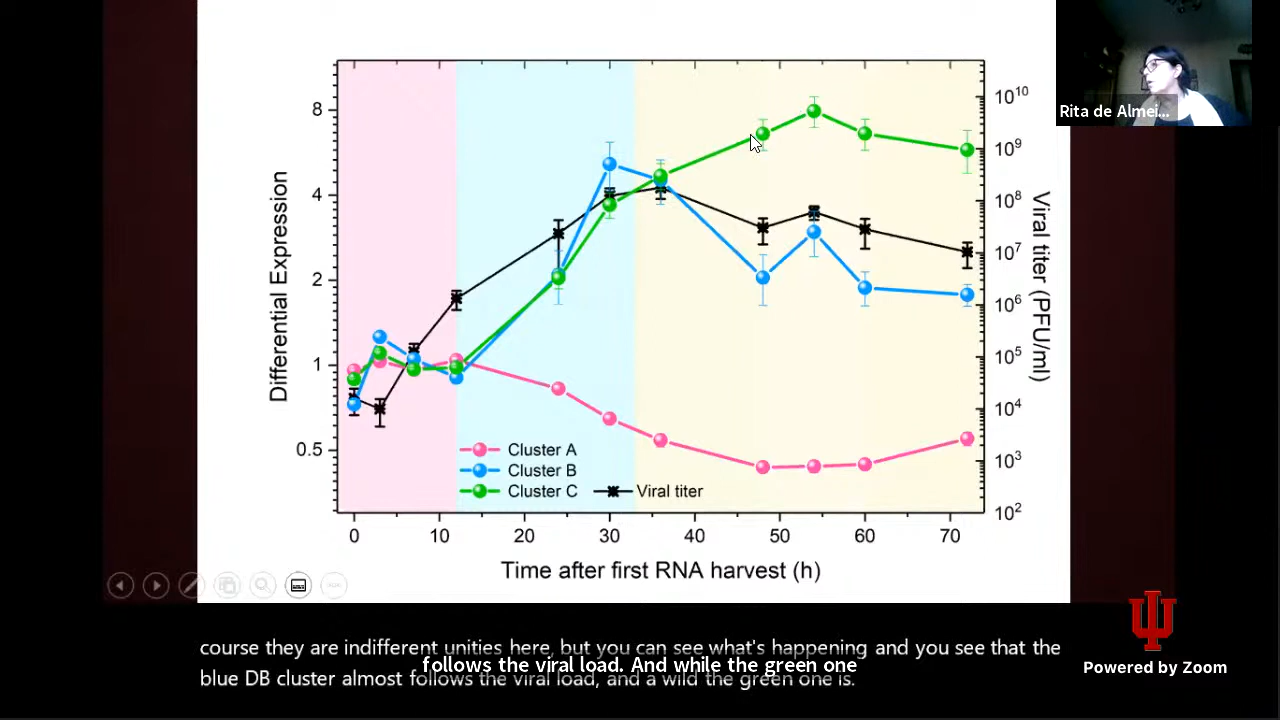 Rita de Almei...
Differential Expression
8
4
2
1
0.5
10^10
10^9
10^8
10^7
10^6
10^5
10^4
10^3
10^2
Viral titer (PFU/ml)
Cluster A
Cluster B
Cluster C
Viral titer
0 10 20 30 40 50 60 70
Time after first RNA harvest (h)
course they are indifferent unities here, but you can see what's happening and you see that the
follows the viral load. And while the green one
blue DB cluster almost follows the viral load, and a wild the green one is.
Powered by Zoom